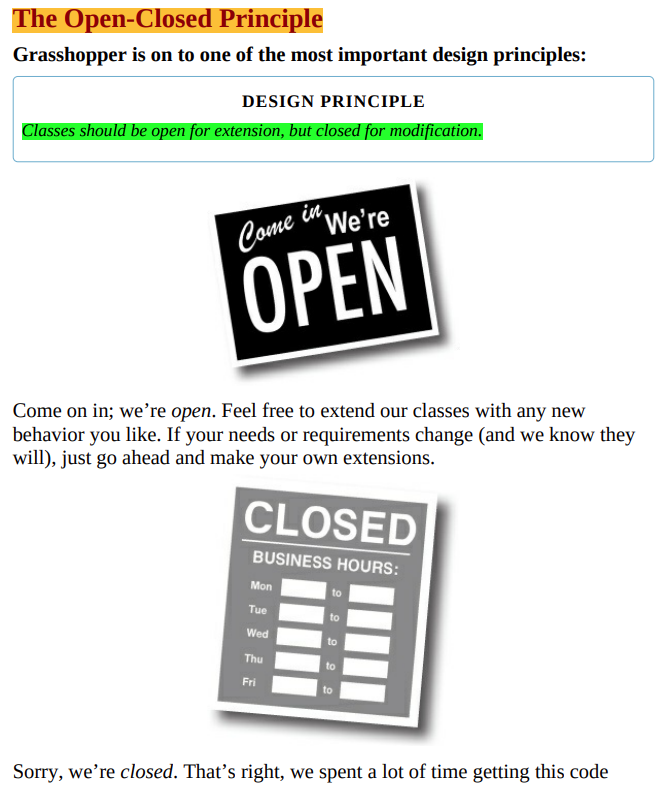 The Open-Closed Principle
Grasshopper is on to one of the most important design principles:
DESIGN PRINCIPLE
Classes should be open for extension, but closed for modification.
Come in We’re
OPEN
Come on in; we’re open. Feel free to extend our classes with any new
behavior you like. If your needs or requirements change (and we know they
will), just go ahead and make your own extensions.
CLOSED
BUSINESS HOURS:
Mon to
Tue to
Wed to
Thu to
Fri to
Sorry, we’re closed. That’s right, we spent a lot of time getting this code